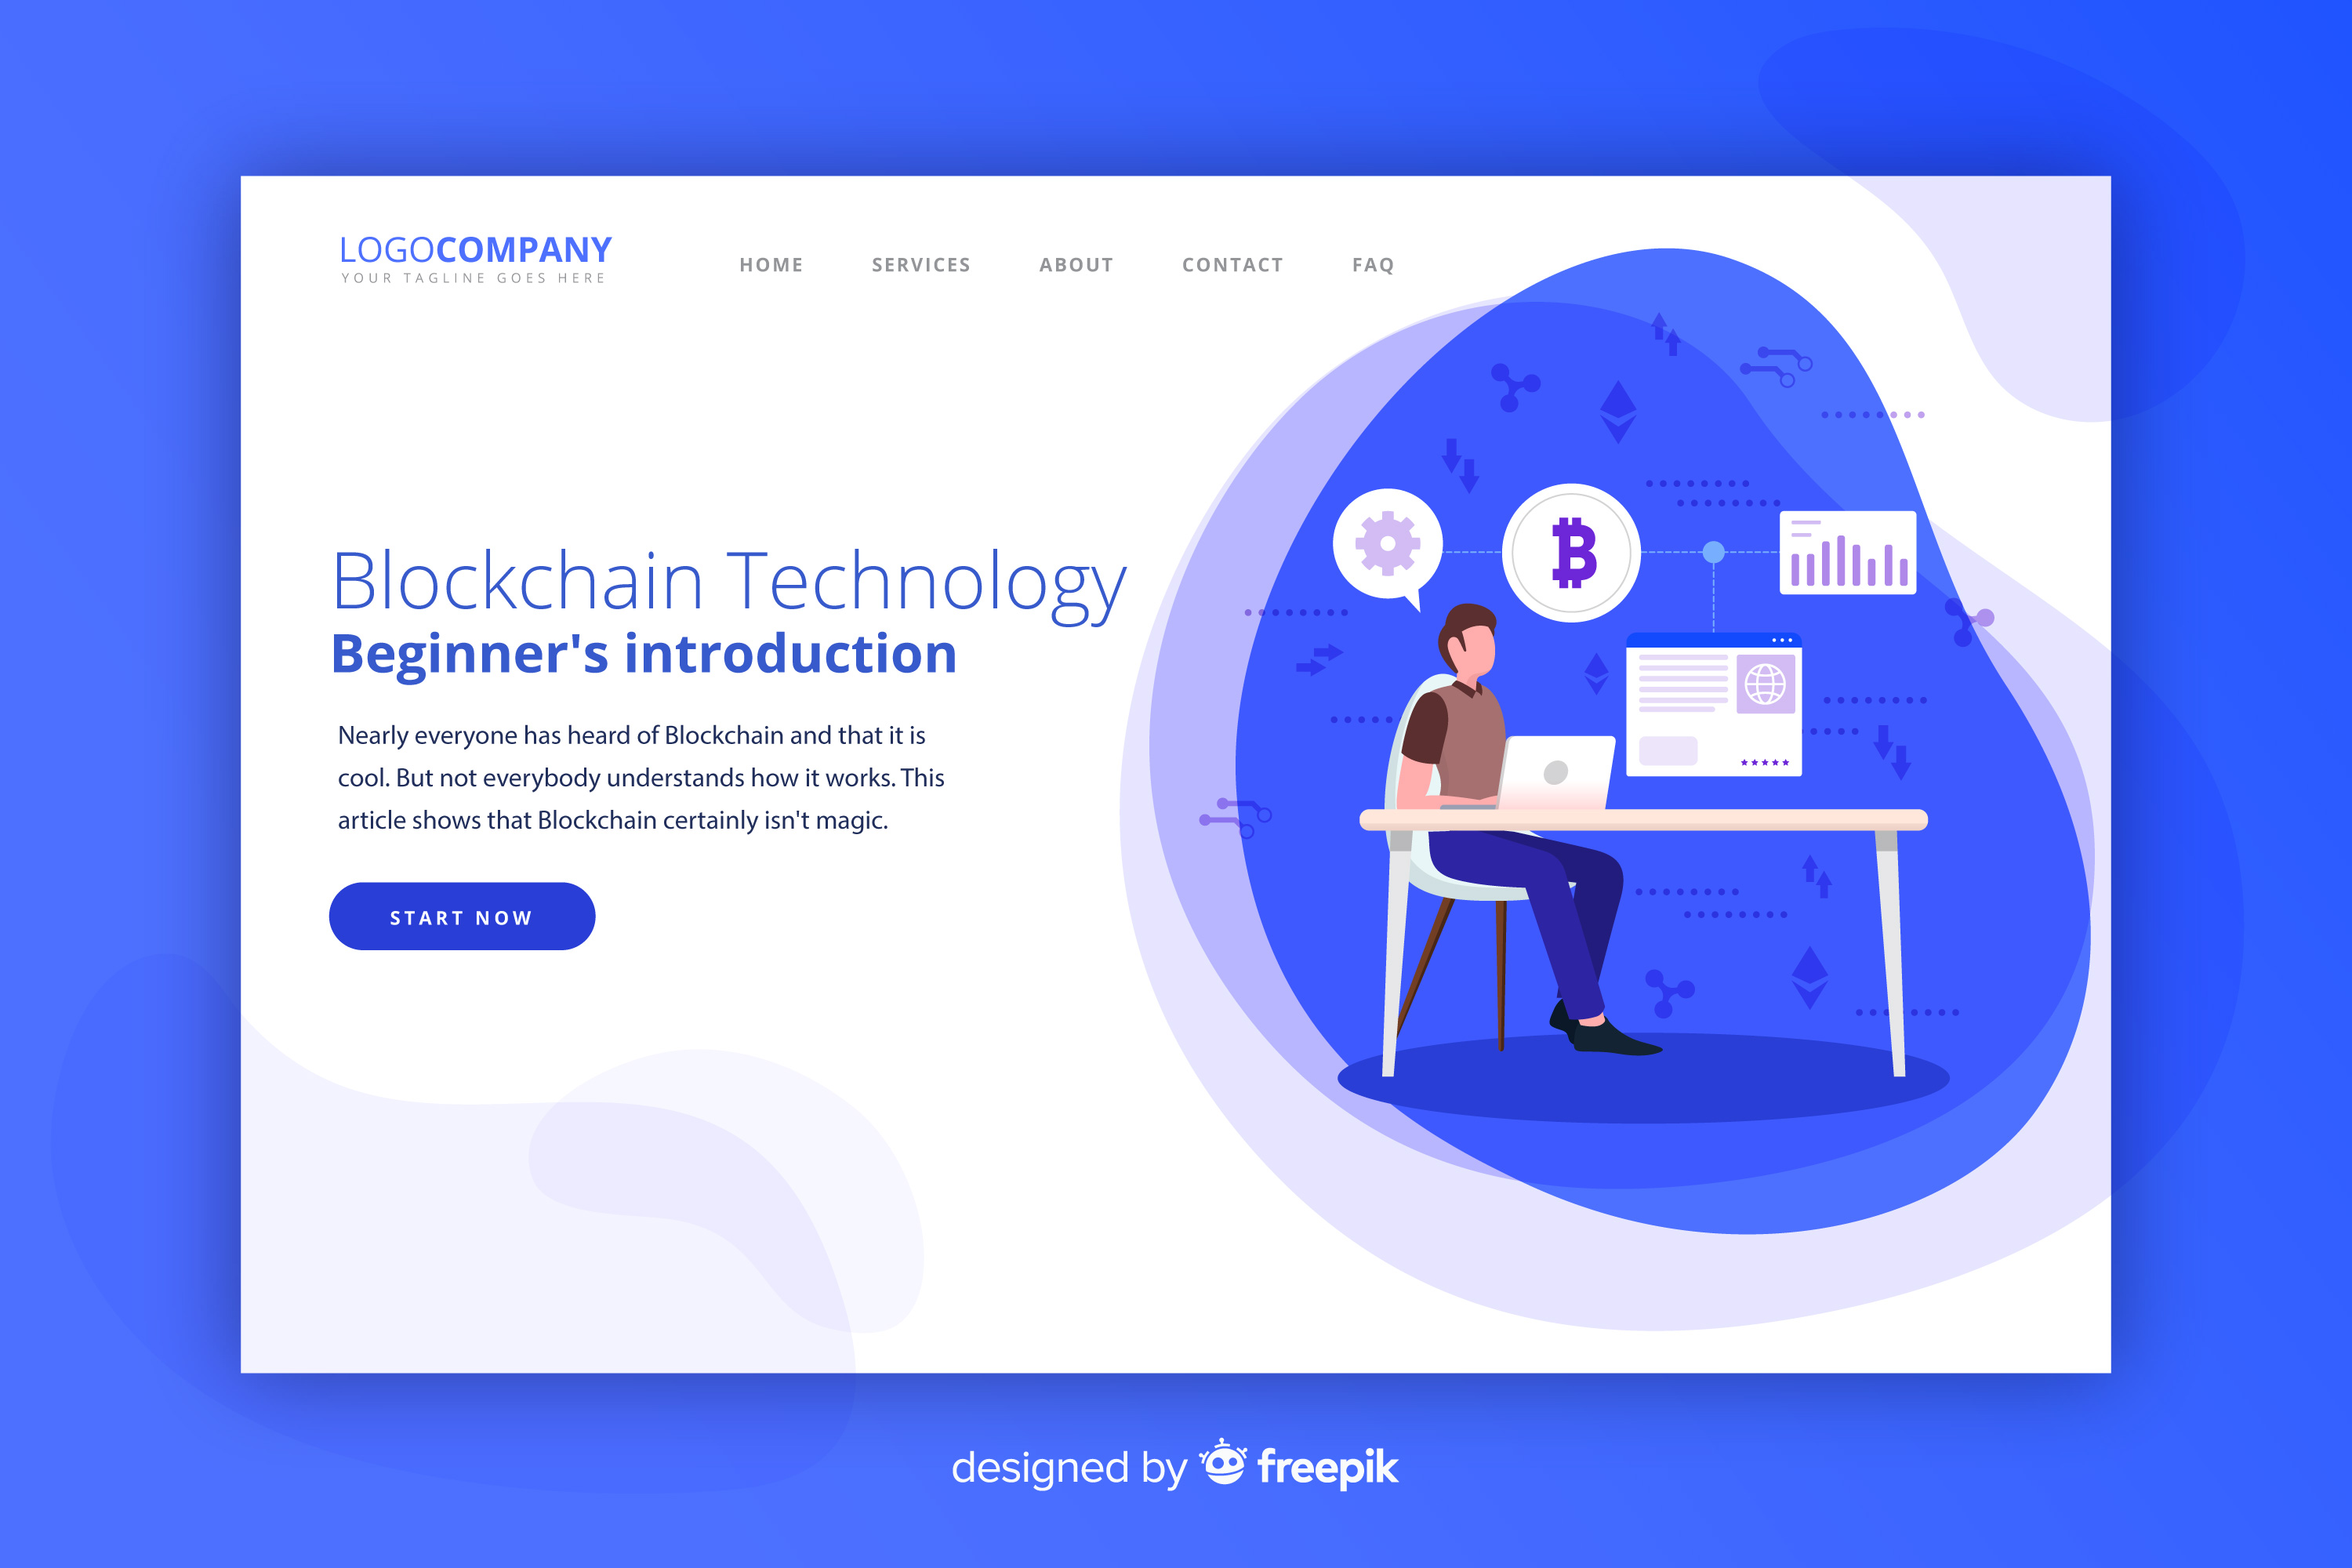 LOGOCOMPANY
YOUR TAGLINE GOES HERE
HOME SERVICES ABOUT CONTACT FAQ
Blockchain Technology
Beginner's introduction
Nearly everyone has heard of Blockchain and that it is
cool. But not everybody understands how it works. This
article shows that Blockchain certainly isn't magic.
START NOW
designed by freepik